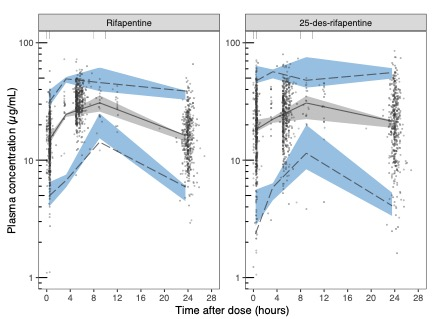 Rifapentine
25-des-rifapentine
Plasma concentration (μg/mL)
100
10
1
100
10
1
0 4 8 12 16 20 24 28
0 4 8 12 16 20 24 28
Time after dose (hours)